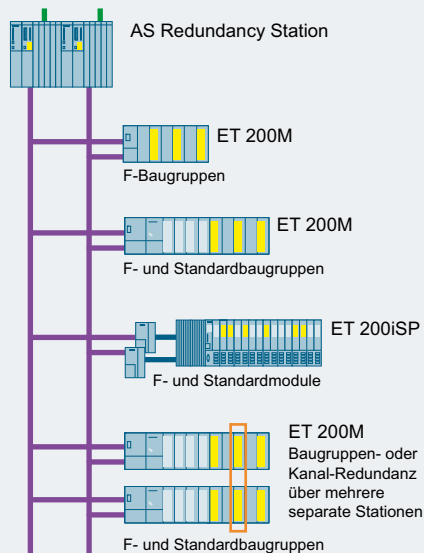 AS Redundancy Station
ET 200M
F-Baugruppen
ET 200M
F- und Standardbaugruppen
ET 200iSP
F- und Standardmodule
ET 200M
Baugruppen- oder
Kanal-Redundanz
über mehrere
separate Stationen
F- und Standardbaugruppen